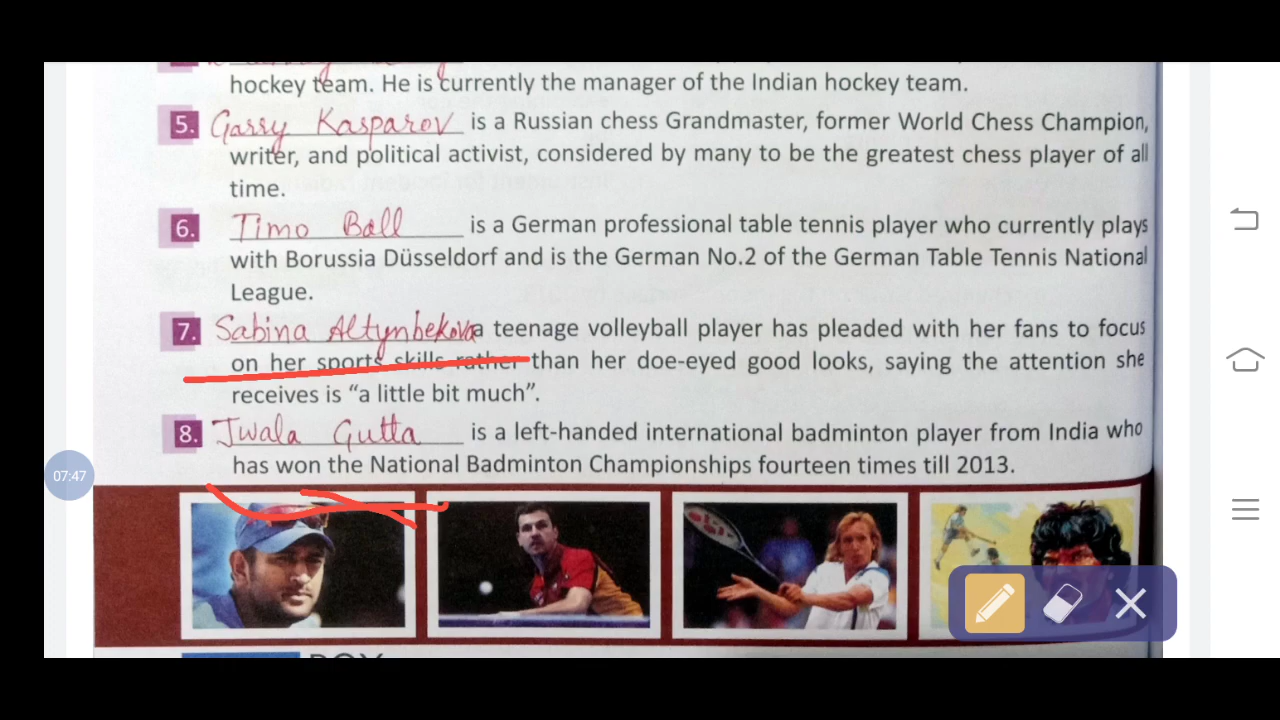 hockey team. He is currently the manager of the Indian hockey team.
5. Garry Kasparov is a Russian chess Grandmaster, former World Chess Champion,
writer, and political activist, considered by many to be the greatest chess player of all
time.
6. Timo Boll is a German professional table tennis player who currently plays
with Borussia Düsseldorf and is the German No.2 of the German Table Tennis National
League.
7. Sabina Altynbekova a teenage volleyball player has pleaded with her fans to focus
on her sports skills rather than her doe-eyed good looks, saying the attention she
receives is “a little bit much”.
8. Jwala Gutta is a left-handed international badminton player from India who
has won the National Badminton Championships fourteen times till 2013.
07:47
BOX